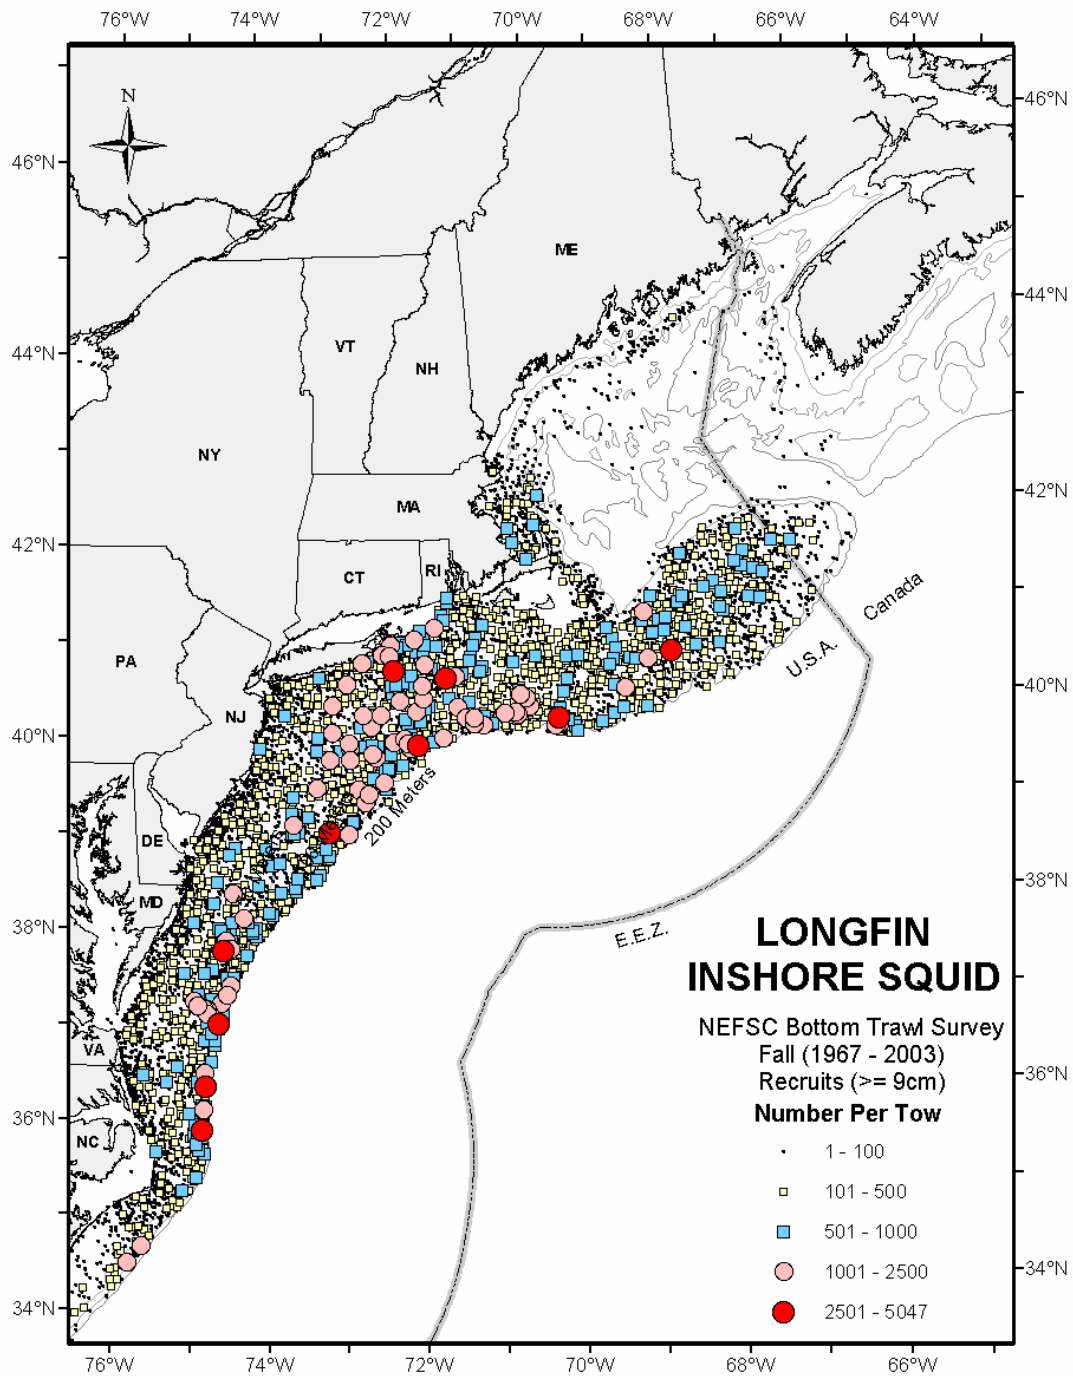 76°W 74°W 72°W 70°W 68°W 66°W 64°W
N
46°N
46°N
ME
44°N
44°N
VT
NH
NY
42°N
MA
42°N
CT
RI
Canada
U.S.A.
PA
40°N
NJ
40°N
200 Meters
DE
38°N
MD
38°N
E.E.Z.
LONGFIN
INSHORE SQUID
NEFSC Bottom Trawl Survey
Fall (1967 - 2003)
Recruits (>= 9cm)
Number Per Tow
VA
36°N
36°N
NC
1 - 100
101 - 500
501 - 1000
1001 - 2500
2501 - 5047
34°N
34°N
76°W 74°W 72°W 70°W 68°W 66°W